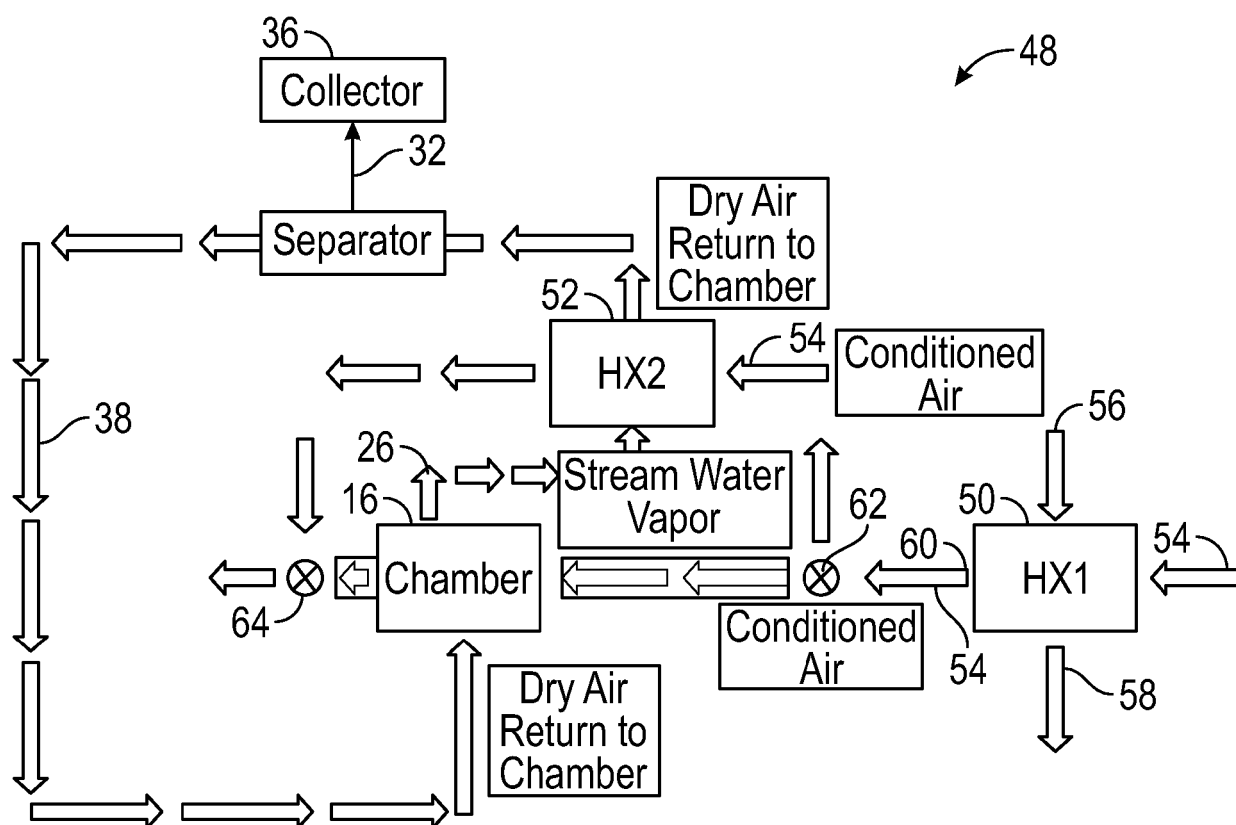 36
48
Collector
32
Dry Air
Return to
Chamber
Separator
52
54
Conditioned
Air
HX2
56
38
26
Stream Water
Vapor
16
62
50
60
54
Chamber
HX1
64
Conditioned
Air
54
58
Dry Air
Return to
Chamber